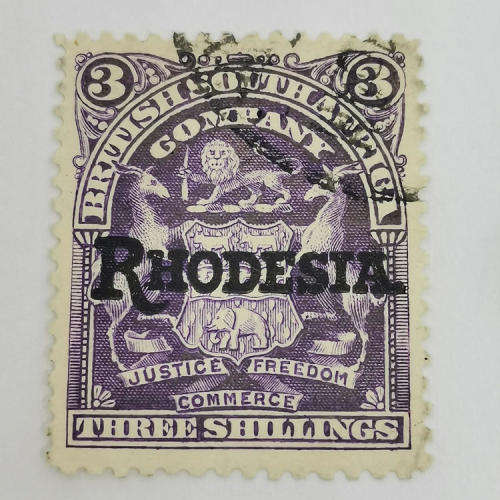 3 3
BRITISH SOUTH AFRICA
COMPANY
RHODESIA.
JUSTICE FREEDOM
COMMERCE
THREE SHILLINGS